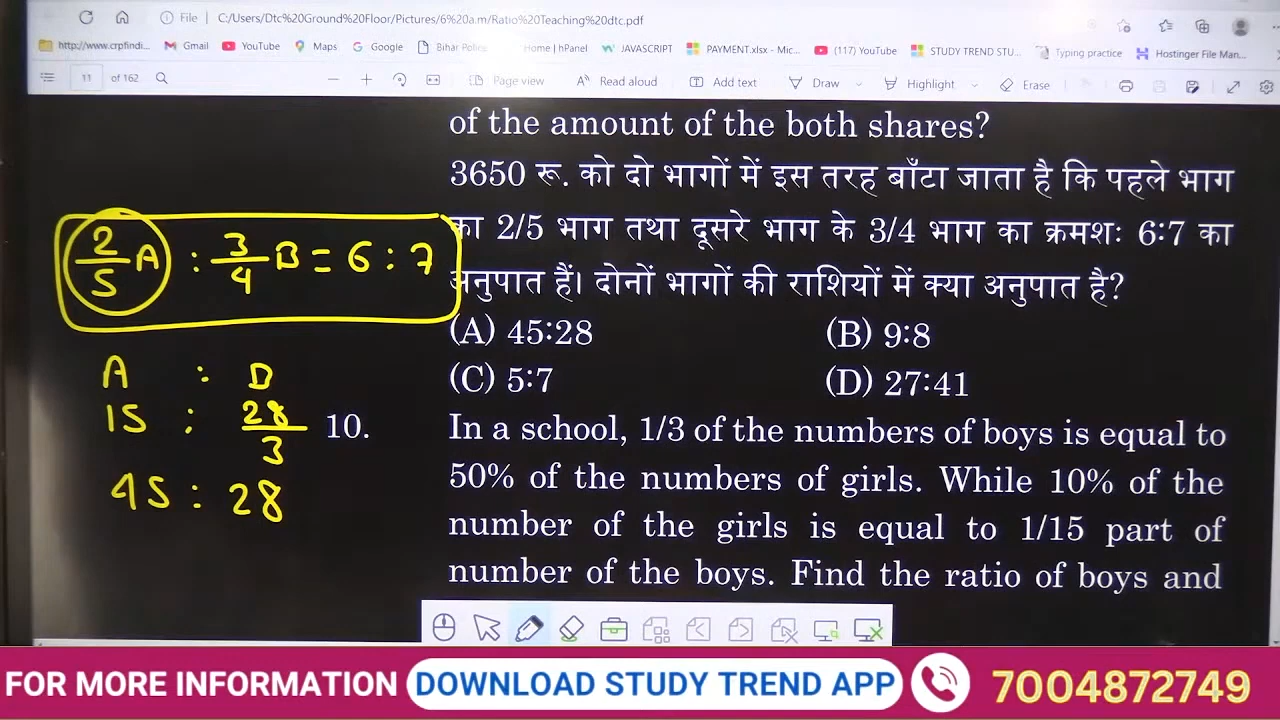 File | C:/Users/Dtc%20Ground%20Floor/Pictures/6%20a.m/Ratio%20Teaching%20dtc.pdf
http://www.crpfindi... Gmail YouTube Maps Google Bihar Police Home | hPanel JAVASCRIPT PAYMENT.xlsx - Mic... (117) YouTube STUDY TREND STU... Typing practice Hostinger File Man...
11 of 162 Page view Read aloud Add text Draw Highlight Erase
of the amount of the both shares?
3650 रू. को दो भागों में इस तरह बाँटा जाता है कि पहले भाग
का 2/5 भाग तथा दूसरे भाग के 3/4 भाग का क्रमशः 6:7 का
अनुपात हैं। दोनों भागों की राशियों में क्या अनुपात है?
(A) 45:28 (B) 9:8
(C) 5:7 (D) 27:41
10. In a school, 1/3 of the numbers of boys is equal to
50% of the numbers of girls. While 10% of the
number of the girls is equal to 1/15 part of
number of the boys. Find the ratio of boys and
2/5 A : 3/4 B = 6 : 7
A : B
15 : 28/3
45 : 28
FOR MORE INFORMATION DOWNLOAD STUDY TREND APP 7004872749